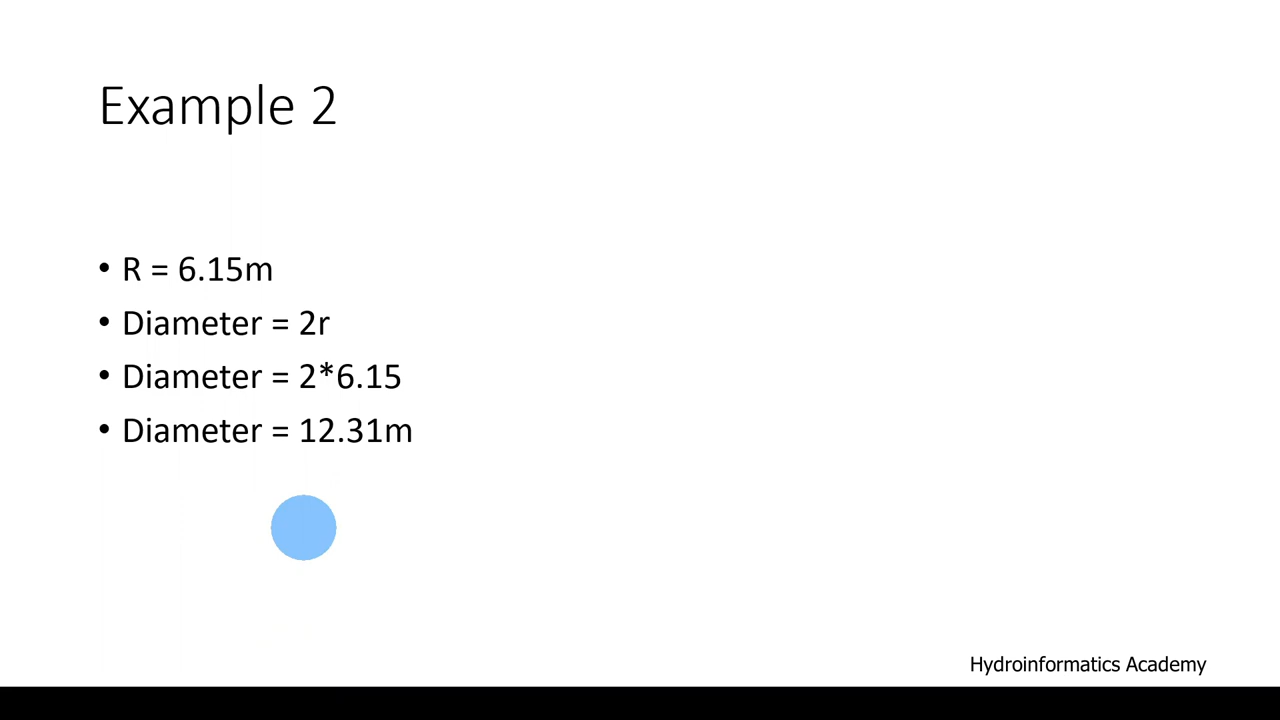 Example 2
• R = 6.15m
• Diameter = 2r
• Diameter = 2*6.15
• Diameter = 12.31m
Hydroinformatics Academy